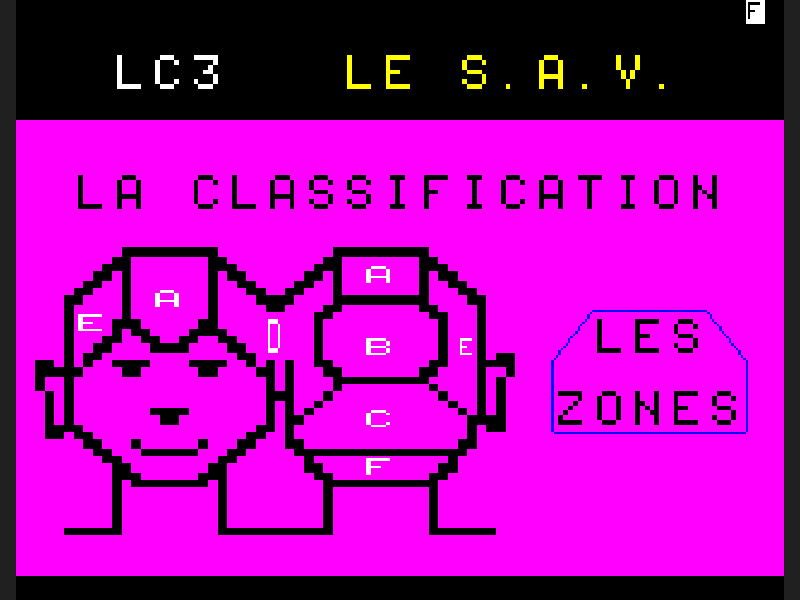 F
LC3 LE S.A.V.
LA CLASSIFICATION
A A
E D B E
LES
ZONES
C
F